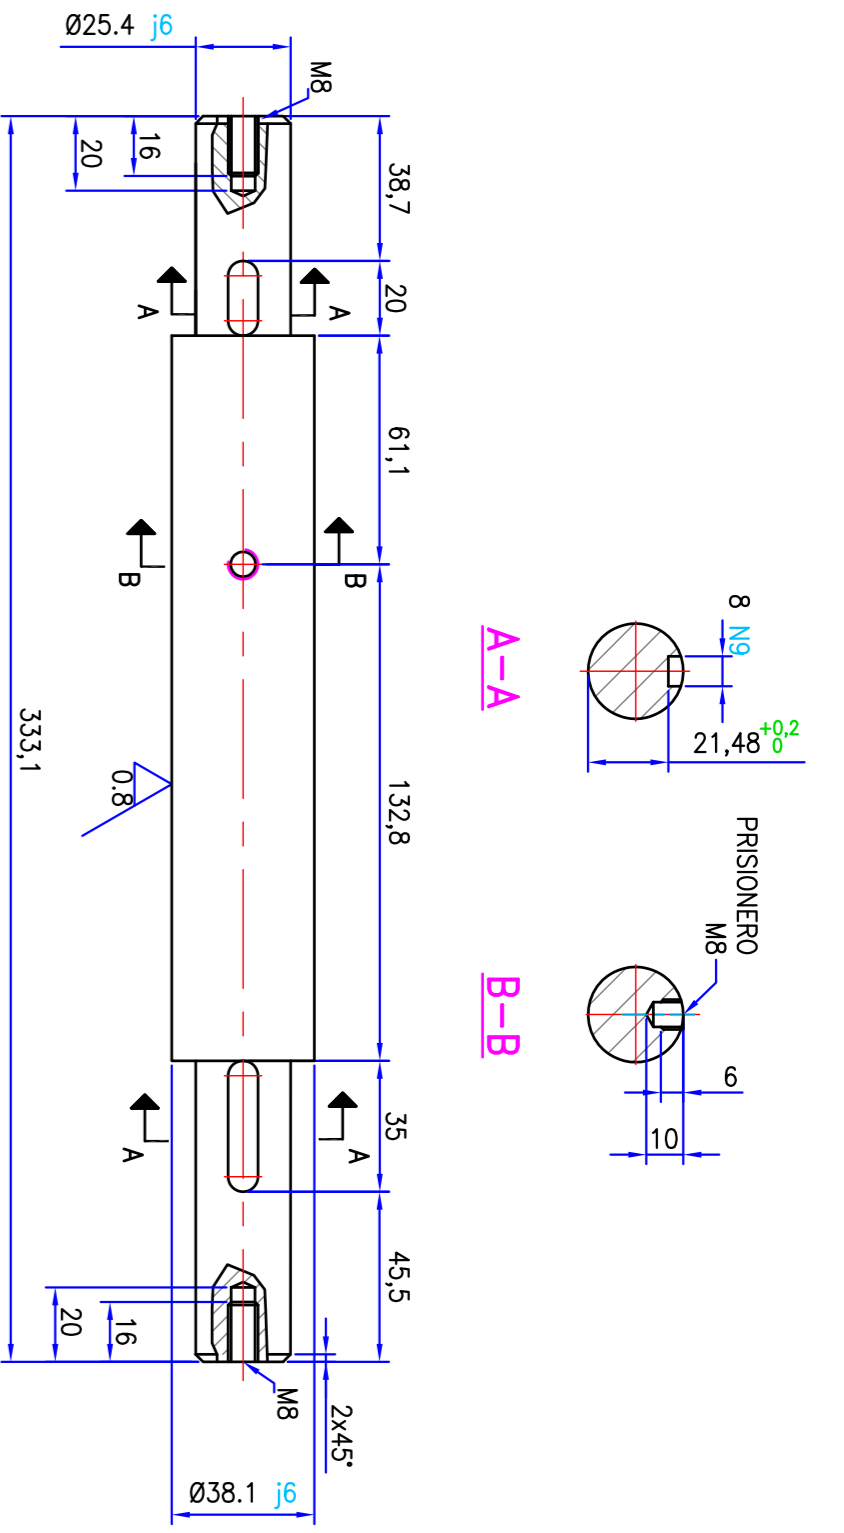 Ø25.4 j6
M8
16
20
38,7
20
A
A
61,1
B
B
132,8
0.8
333,1
35
A
A
45,5
20
16
M8
2x45°
Ø38.1 j6
8 N9
21,48 +0,2
0
A–A
PRISIONERO
M8
6
10
B–B